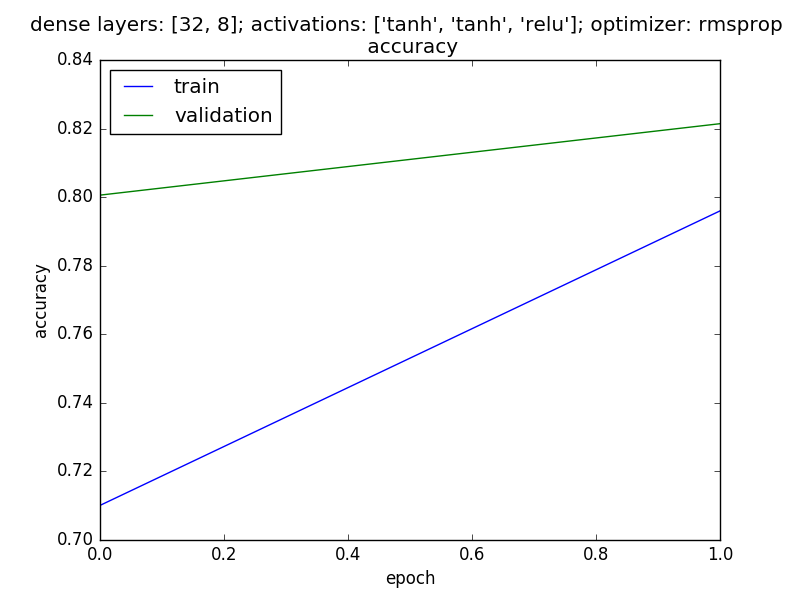 dense layers: [32, 8]; activations: ['tanh', 'tanh', 'relu']; optimizer: rmsprop
accuracy
train
validation
0.84
0.82
0.80
0.78
0.76
0.74
0.72
0.70
accuracy
0.0 0.2 0.4 0.6 0.8 1.0
epoch